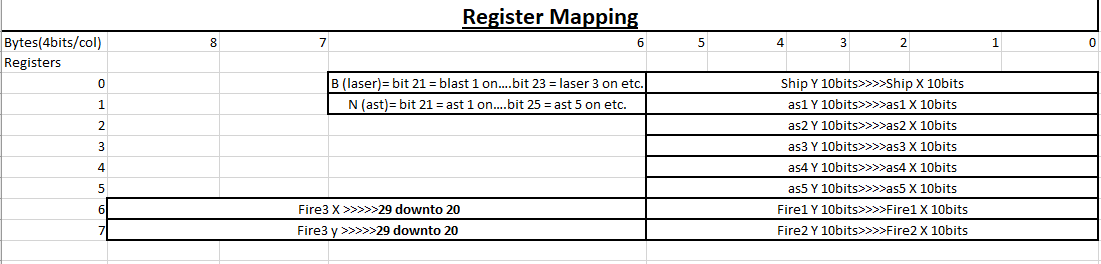 Register Mapping
Bytes(4bits/col) 8 7 6 5 4 3 2 1 0
Registers
0 B (laser)= bit 21 = blast 1 on....bit 23 = laser 3 on etc. Ship Y 10bits>>>>Ship X 10bits
1 N (ast)= bit 21 = ast 1 on....bit 25 = ast 5 on etc. as1 Y 10bits>>>>as1 X 10bits
2 as2 Y 10bits>>>>as2 X 10bits
3 as3 Y 10bits>>>>as3 X 10bits
4 as4 Y 10bits>>>>as4 X 10bits
5 as5 Y 10bits>>>>as5 X 10bits
6 Fire3 X >>>>>29 downto 20 Fire1 Y 10bits>>>>Fire1 X 10bits
7 Fire3 y >>>>>29 downto 20 Fire2 Y 10bits>>>>Fire2 X 10bits